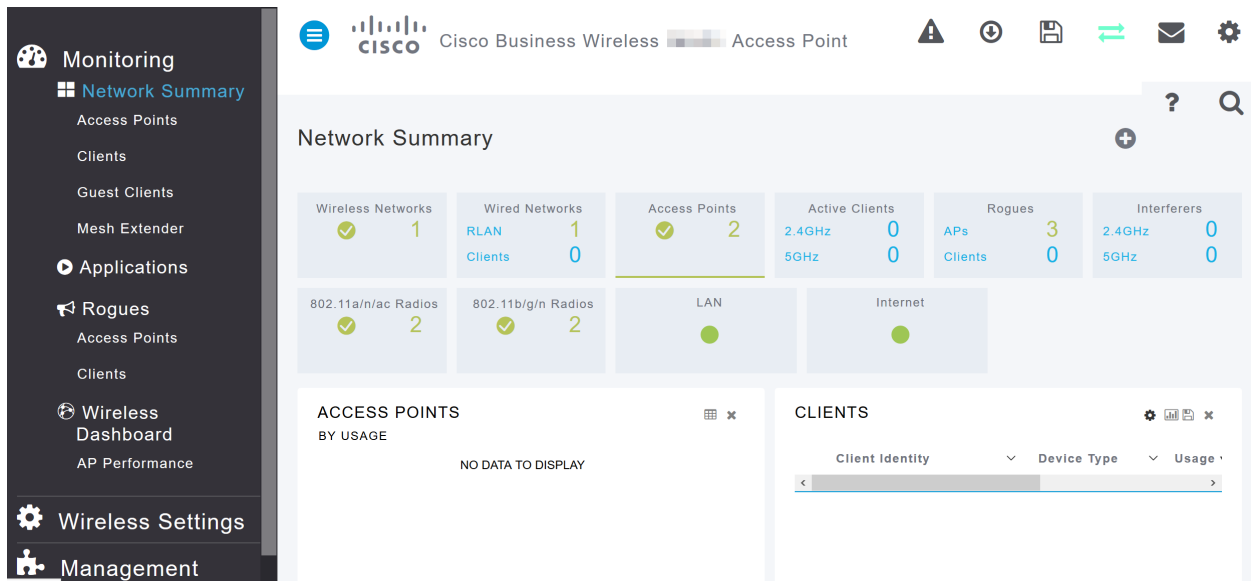 Monitoring
Network Summary
Access Points
Clients
Guest Clients
Mesh Extender
Applications
Rogues
Access Points
Clients
Wireless
Dashboard
AP Performance
Wireless Settings
Management
CISCO
Cisco Business Wireless Access Point
?
Network Summary
Wireless Networks
1
Wired Networks
RLAN 1
Clients 0
Access Points
2
Active Clients
2.4GHz 0
5GHz 0
Rogues
APs 3
Clients 0
Interferers
2.4GHz 0
5GHz 0
802.11a/n/ac Radios
2
802.11b/g/n Radios
2
LAN
Internet
ACCESS POINTS
BY USAGE
NO DATA TO DISPLAY
CLIENTS
Client Identity Device Type Usage